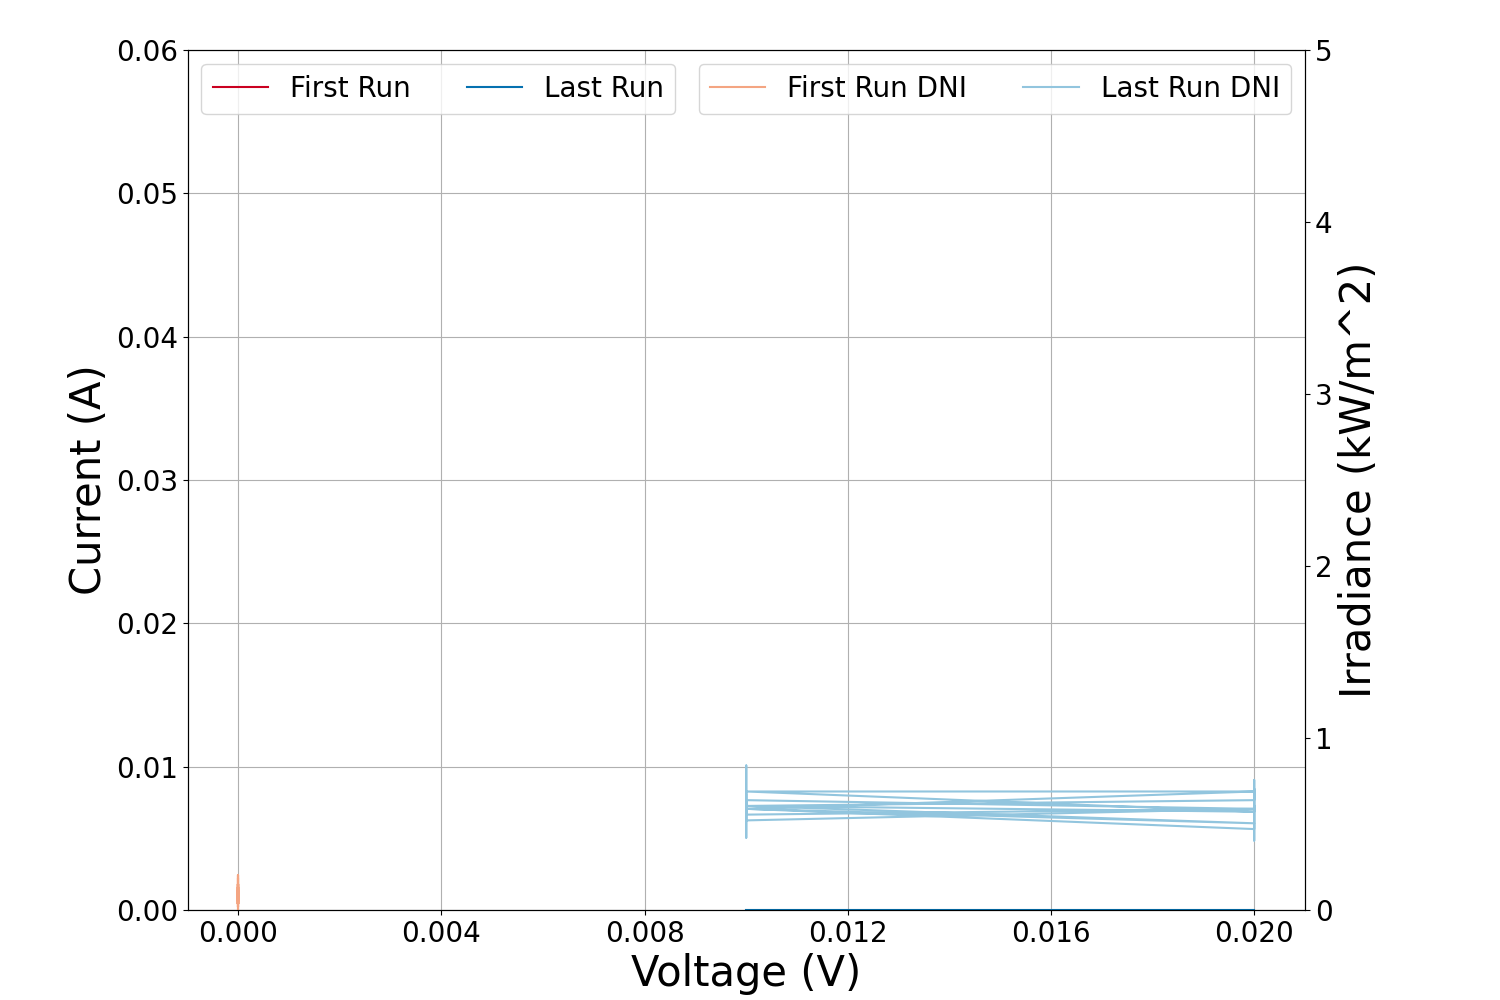 First Run
Last Run
First Run DNI
Last Run DNI
0.06
0.05
0.04
0.03
0.02
0.01
0.00
Current (A)
5
4
3
2
1
0
Irradiance (kW/m^2)
0.000
0.004
0.008
0.012
0.016
0.020
Voltage (V)